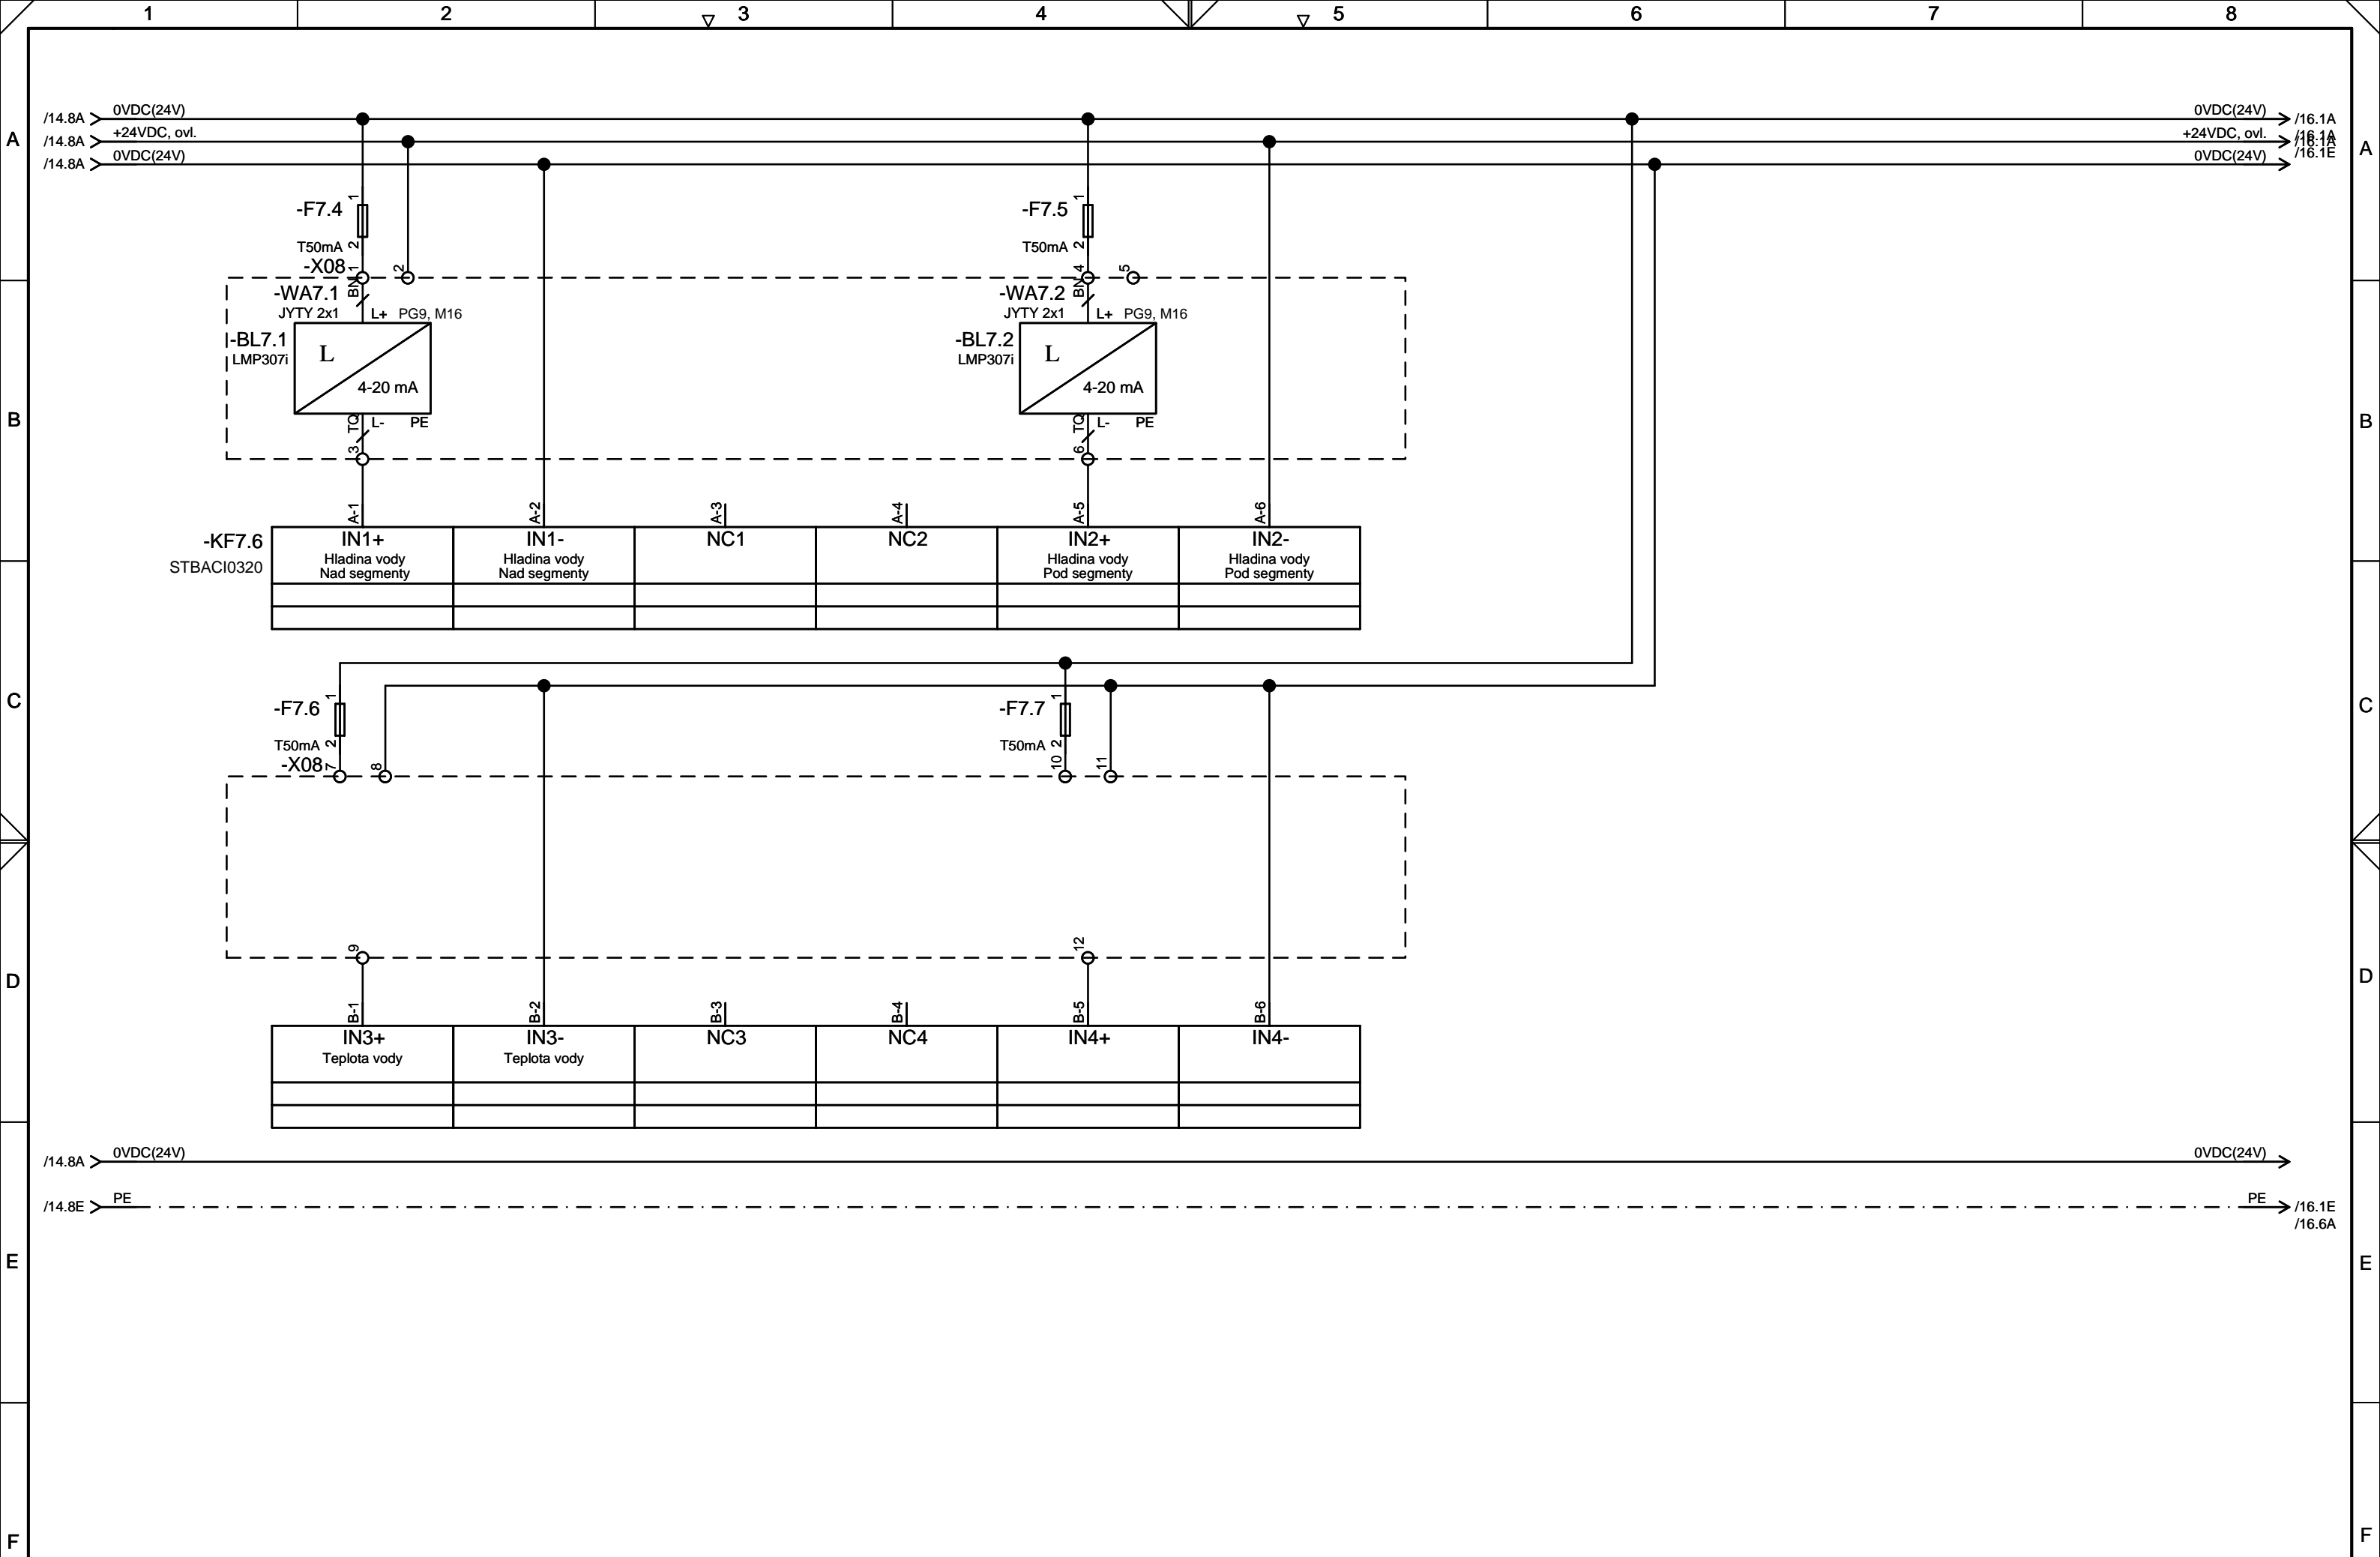 1 2 3 4 5 6 7 8
A A
/14.8A 0VDC(24V) 0VDC(24V) /16.1A
/14.8A +24VDC, ovl. +24VDC, ovl. /16.1A
/16.1A
/14.8A 0VDC(24V) 0VDC(24V) /16.1E
-F7.4 1 -F7.5 1
T50mA 2 T50mA 2
-X08 1 2 4 5
-WA7.1 BN -WA7.2 BN
JYTY 2x1 L+ PG9, M16 JYTY 2x1 L+ PG9, M16
-BL7.1 L -BL7.2 L
LMP307i LMP307i
4-20 mA 4-20 mA
B TQ L- PE TQ L- PE B
3 6
A-1 A-2 A-3 A-4 A-5 A-6
-KF7.6 IN1+ IN1- NC1 NC2 IN2+ IN2-
STBACI0320 Hladina vody Hladina vody Hladina vody Hladina vody
Nad segmenty Nad segmenty Pod segmenty Pod segmenty
C C
-F7.6 1 -F7.7 1
T50mA 2 T50mA 2
-X08 7 8 10 11
9 12
D D
B-1 B-2 B-3 B-4 B-5 B-6
IN3+ IN3- NC3 NC4 IN4+ IN4-
Teplota vody Teplota vody
/14.8A 0VDC(24V) 0VDC(24V)
/14.8E PE PE /16.1E
/16.6A
E E
F F